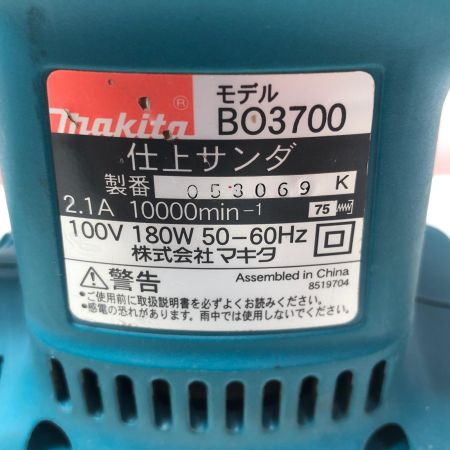 makita ®
モデル
BO3700
仕上サンダ
製番 053069 K
2.1A 10000min-1 75
100V 180W 50-60Hz
株式会社マキタ
⚠警告
Assembled in China
8519704
•ご使用前に取扱説明書を必ずよくお読みください。
•感電の恐れがあります。雨中では使用しないでください。